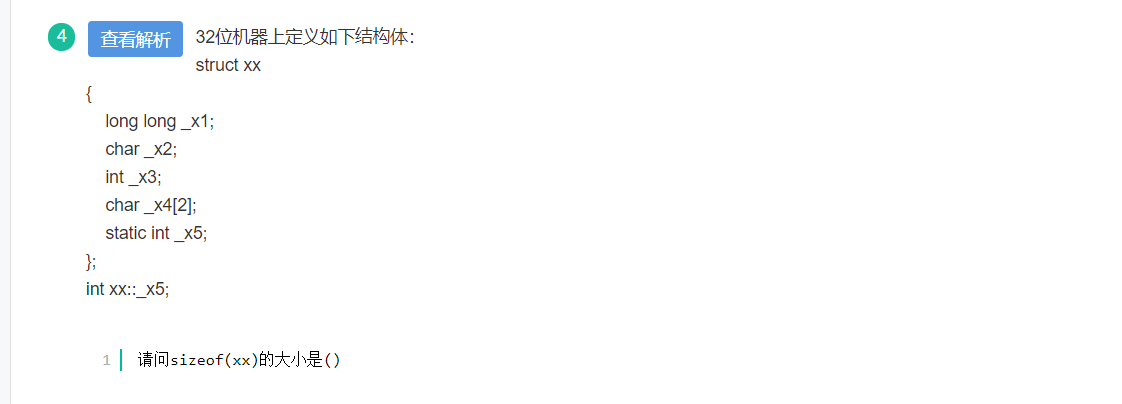 4 查看解析 32位机器上定义如下结构体：
struct xx
{
long long _x1;
char _x2;
int _x3;
char _x4[2];
static int _x5;
};
int xx::_x5;
1 请问sizeof(xx)的大小是()